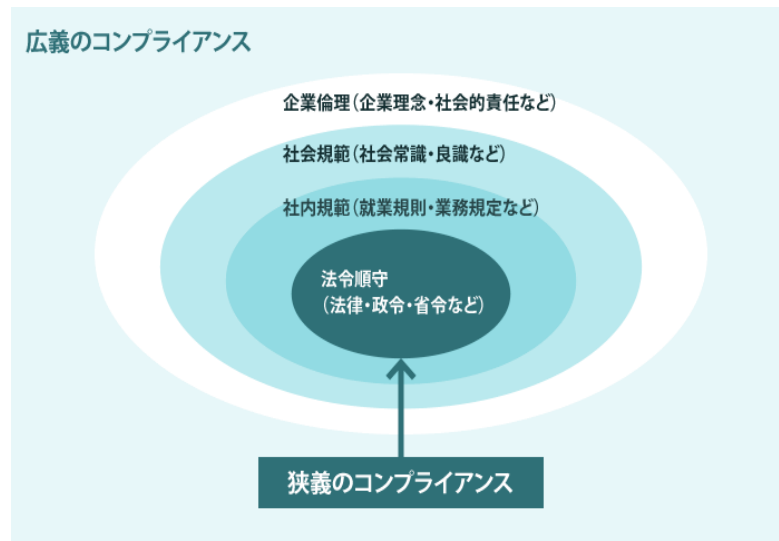 広義のコンプライアンス
企業倫理(企業理念・社会的責任など)
社会規範(社会常識・良識など)
社内規範(就業規則・業務規定など)
法令順守
(法律・政令・省令など)
狭義のコンプライアンス